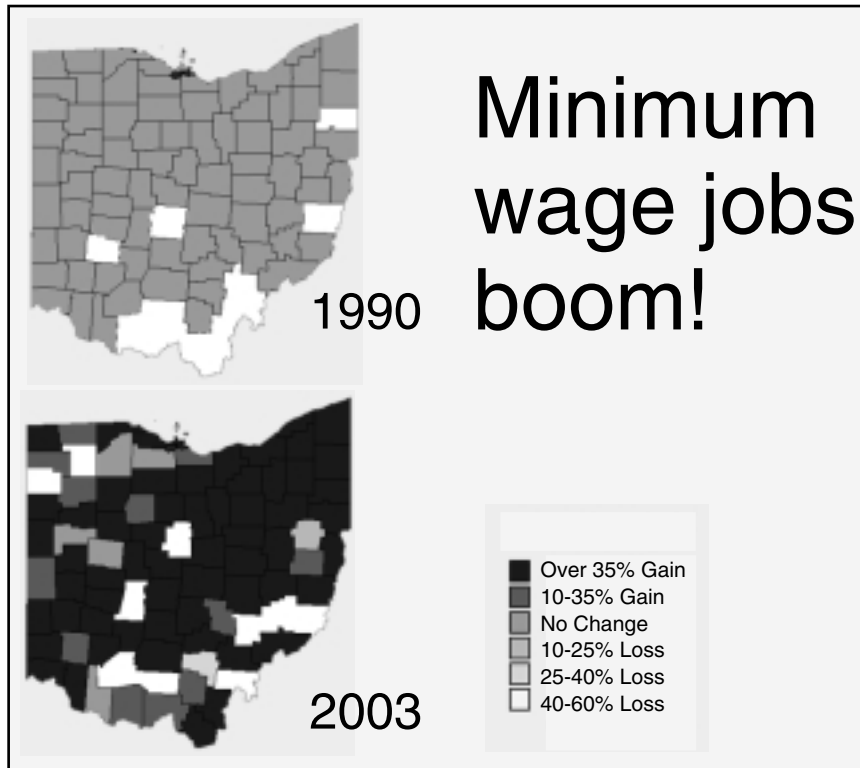 Minimum
wage jobs
boom!
1990
2003
Over 35% Gain
10-35% Gain
No Change
10-25% Loss
25-40% Loss
40-60% Loss